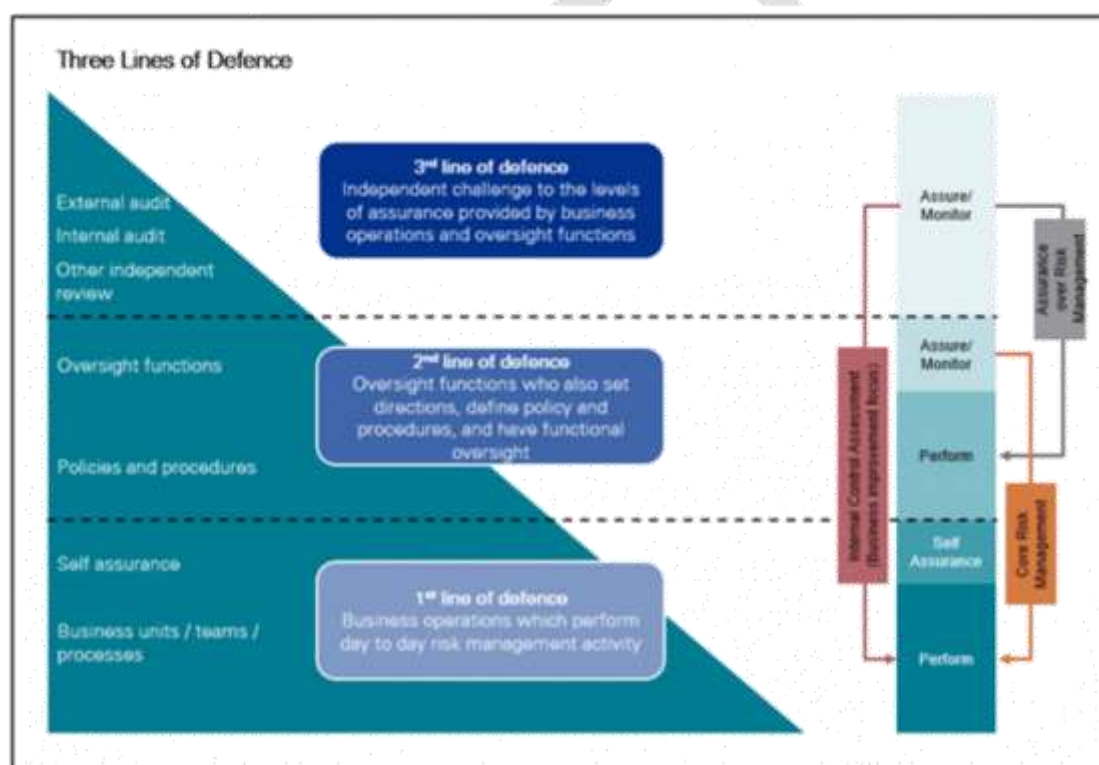 Three Lines of Defence
External audit
Internal audit
Other independent
review
3rd line of defence
Independent challenge to the levels
of assurance provided by business
operations and oversight functions
Oversight functions
Policies and procedures
2nd line of defence
Oversight functions who also set
directions, define policy and
procedures, and have functional
oversight
Self assurance
Business units / teams /
processes
1st line of defence
Business operations which perform
day to day risk management activity
Internal Control Assessment
(Business improvement focus)
Assure/
Monitor
Assure/
Monitor
Perform
Self
Assurance
Perform
Assurance
over Risk
Management
Core Risk
Management